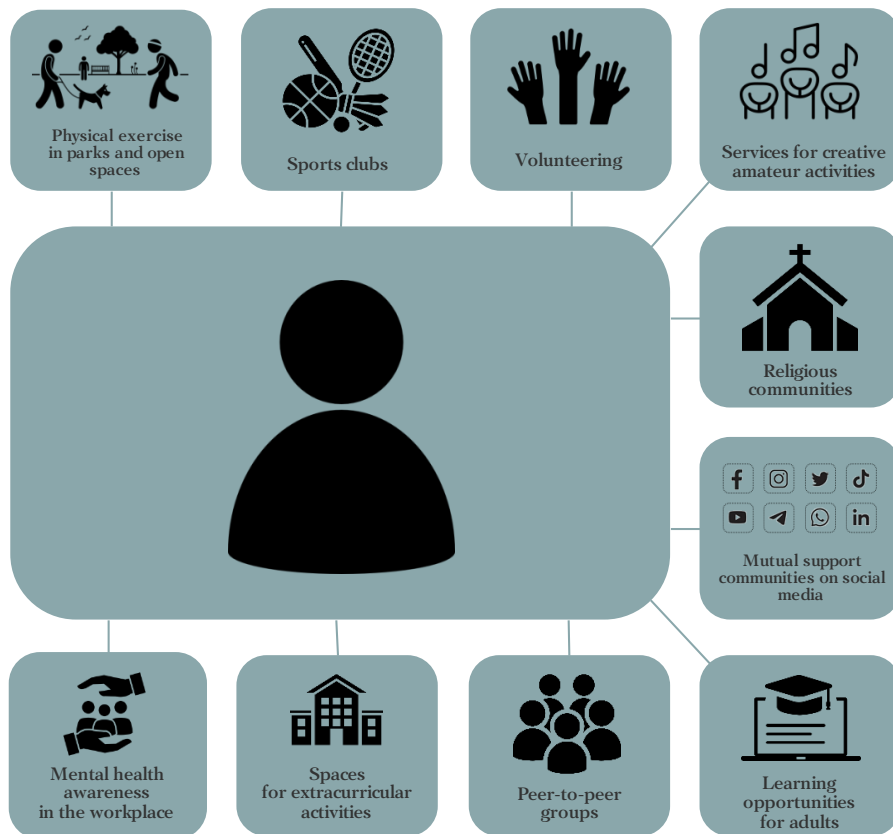 Physical exercise
in parks and open
spaces
Sports clubs
Volunteering
Services for creative
amateur activities
Religious
communities
Mutual support
communities on social
media
Mental health
awareness
in the workplace
Spaces
for extracurricular
activities
Peer-to-peer
groups
Learning
opportunities
for adults